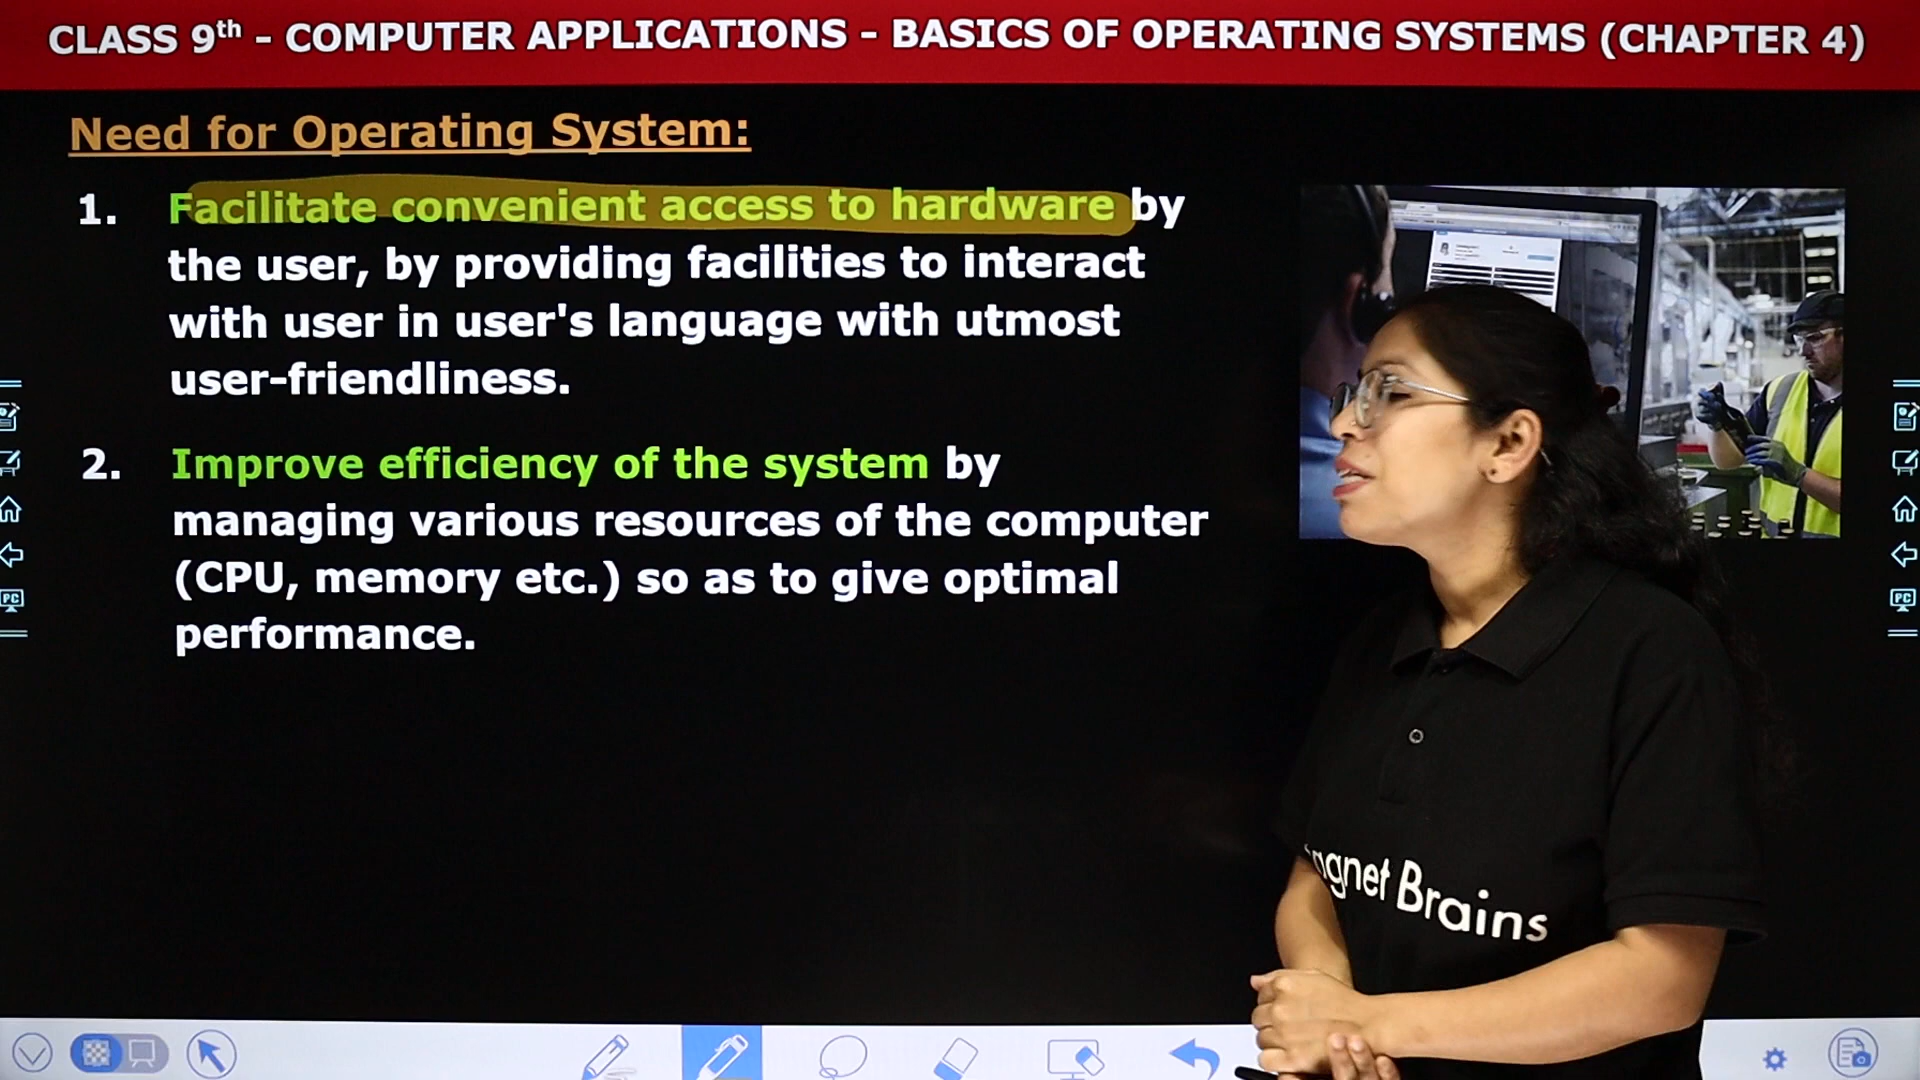 CLASS 9th - COMPUTER APPLICATIONS - BASICS OF OPERATING SYSTEMS (CHAPTER 4)
Need for Operating System:
1. Facilitate convenient access to hardware by
the user, by providing facilities to interact
with user in user's language with utmost
user-friendliness.
2. Improve efficiency of the system by
managing various resources of the computer
(CPU, memory etc.) so as to give optimal
performance.
PC
PC
Brains